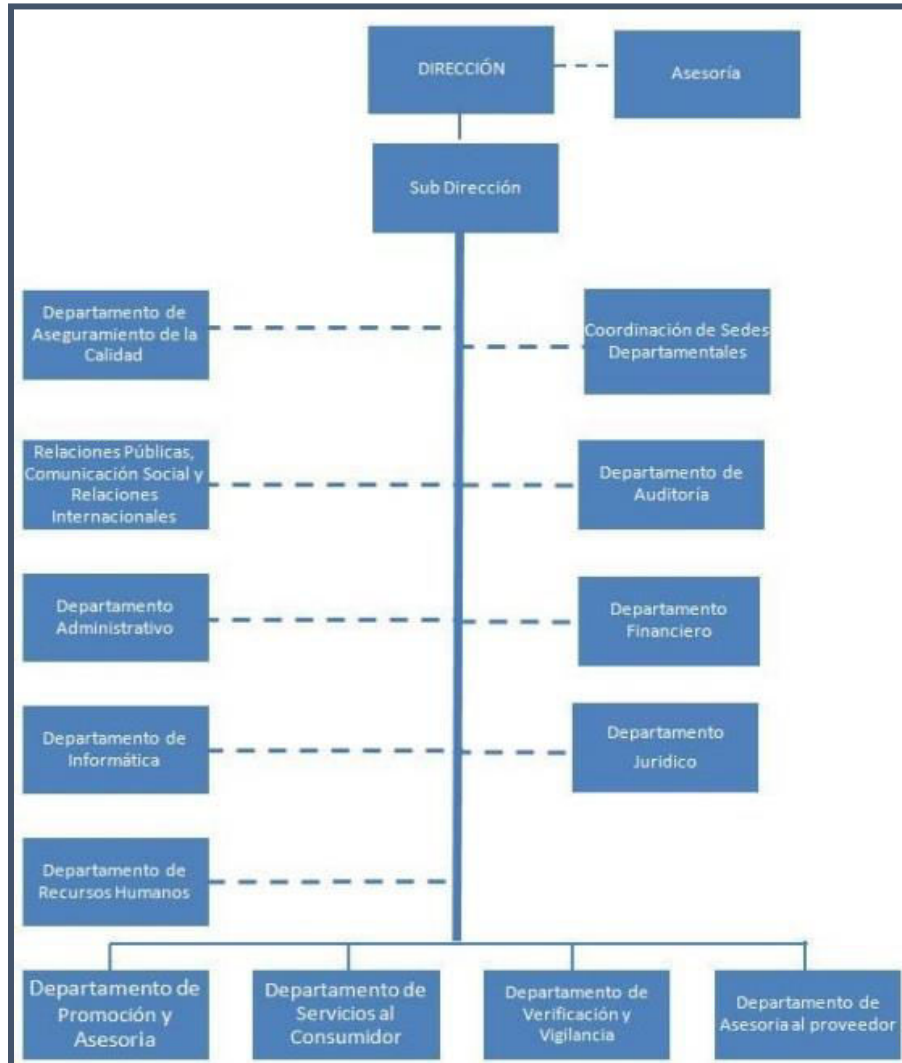 DIRECCIÓN
Asesoría
Sub Dirección
Departamento de
Aseguramiento de la
Calidad
Coordinación de Sedes
Departamentales
Relaciones Públicas,
Comunicación Social y
Relaciones
Internacionales
Departamento de
Auditoría
Departamento
Administrativo
Departamento
Financiero
Departamento de
Informática
Departamento
Juridico
Departamento de
Recursos Humanos
Departamento de
Promoción y
Asesoria
Departamento de
Servicios al
Consumidor
Departamento de
Verificación y
Vigilancia
Departamento de
Asesoria al proveedor